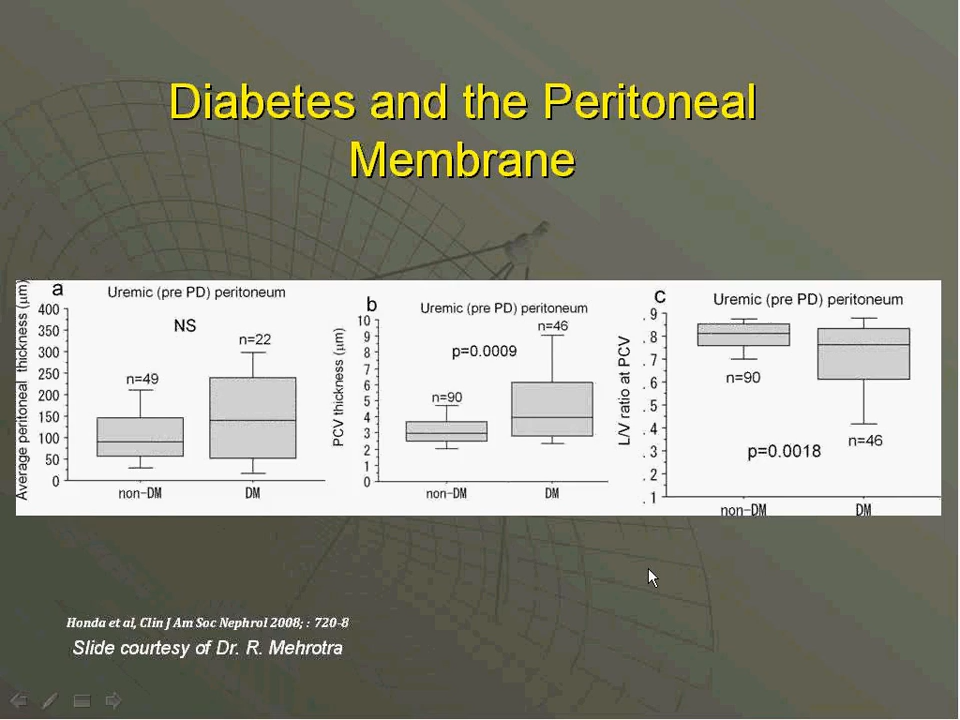 Diabetes and the Peritoneal
Membrane
a
Uremic (pre PD) peritoneum
NS
n=49
n=22
Average peritoneal thickness (µm)
400
350
300
250
200
150
100
50
0
non-DM
DM
b
Uremic (pre PD) peritoneum
n=46
p=0.0009
n=90
PCV thickness (µm)
10
9
8
7
6
5
4
3
2
1
0
non-DM
DM
c
Uremic (pre PD) peritoneum
L/V ratio at PCV
.9
.8
.7
.6
.5
.4
.3
.2
.1
n=90
n=46
p=0.0018
non-DM
DM
Honda et al, Clin J Am Soc Nephrol 2008; : 720-8
Slide courtesy of Dr. R. Mehrotra